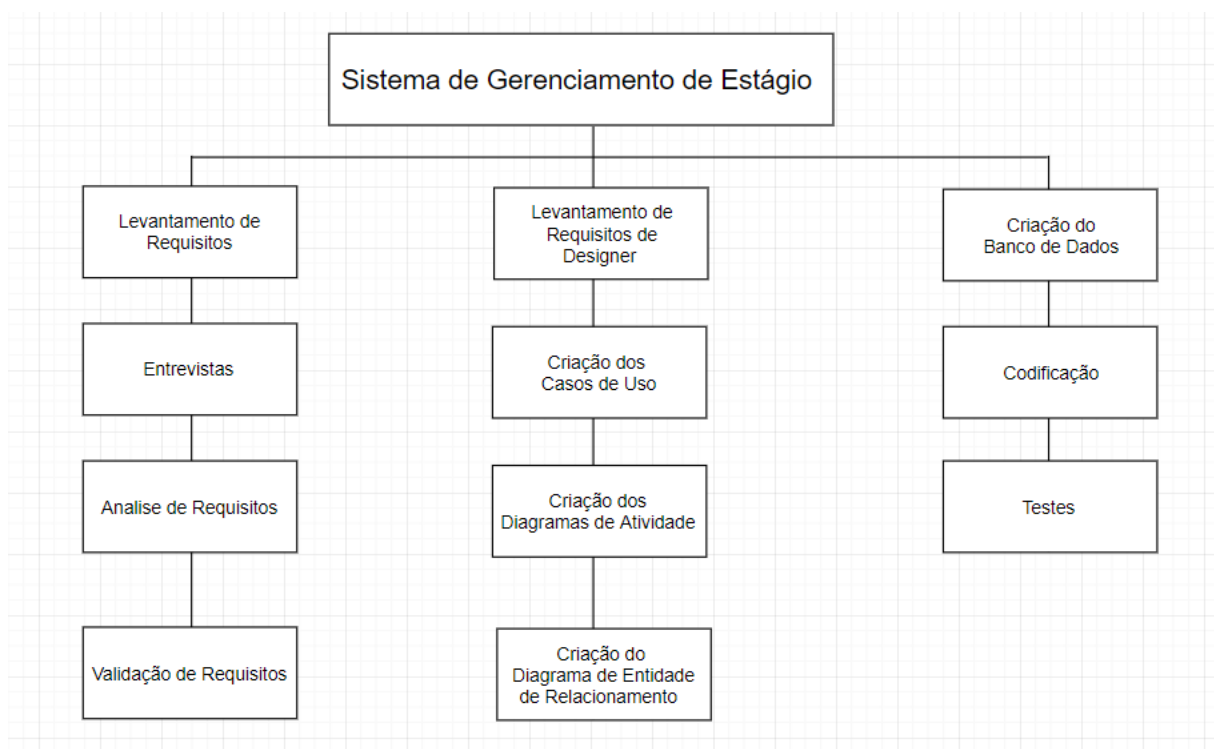 Sistema de Gerenciamento de Estágio
Levantamento de
Requisitos
Levantamento de
Requisitos de
Designer
Criação do
Banco de Dados
Entrevistas
Criação dos
Casos de Uso
Codificação
Analise de Requisitos
Criação dos
Diagramas de Atividade
Testes
Validação de Requisitos
Criação do
Diagrama de Entidade
de Relacionamento